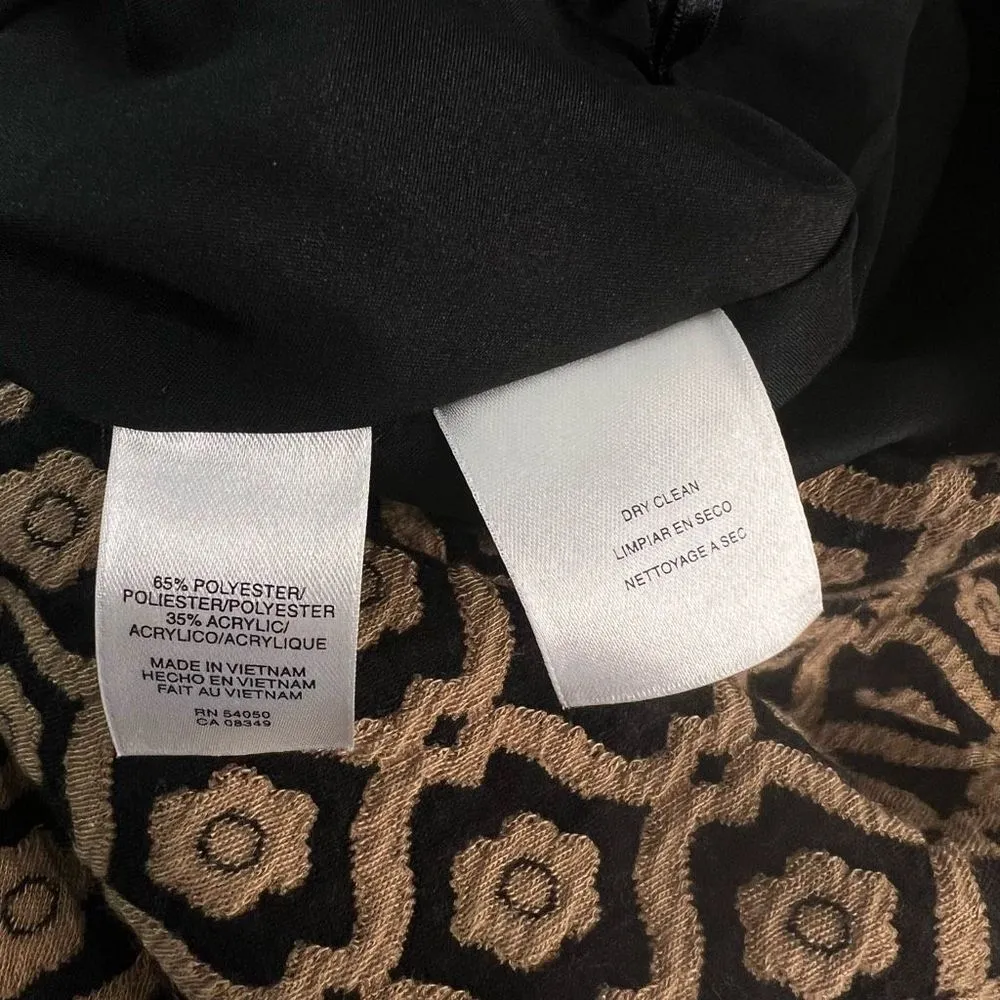 65% POLYESTER/
POLIESTER/POLYESTER
35% ACRYLIC/
ACRYLICO/ACRYLIQUE
MADE IN VIETNAM
HECHO EN VIETNAM
FAIT AU VIETNAM
RN 54050
CA 08349
DRY CLEAN
LIMPIAR EN SECO
NETTOYAGE A SEC